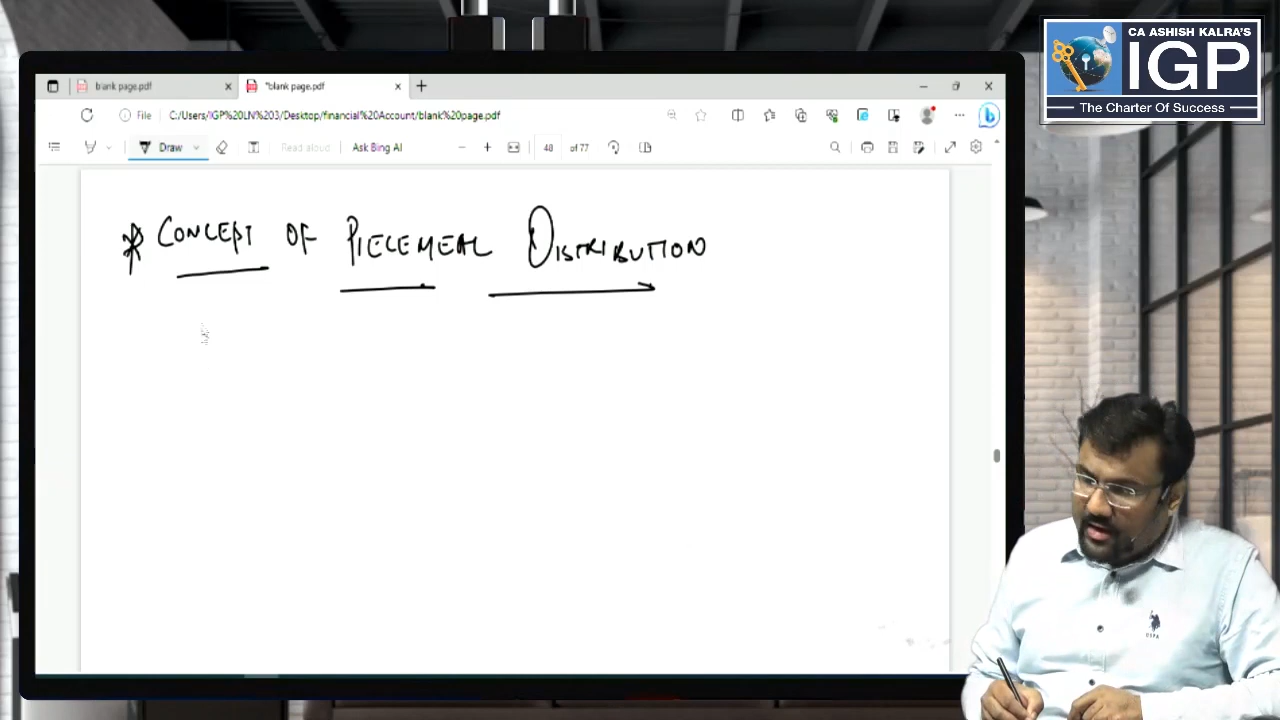 CA ASHISH KALRA'S
IGP
The Charter Of Success
blank page.pdf
*blank page.pdf
File
C:/Users/IGP%20LN%203/Desktop/financial%20Account/blank%20page.pdf
Draw
Read aloud
Ask Bing AI
48 of 77
* CONCEPT OF PIECEMEAL DISTRIBUTION
USPA